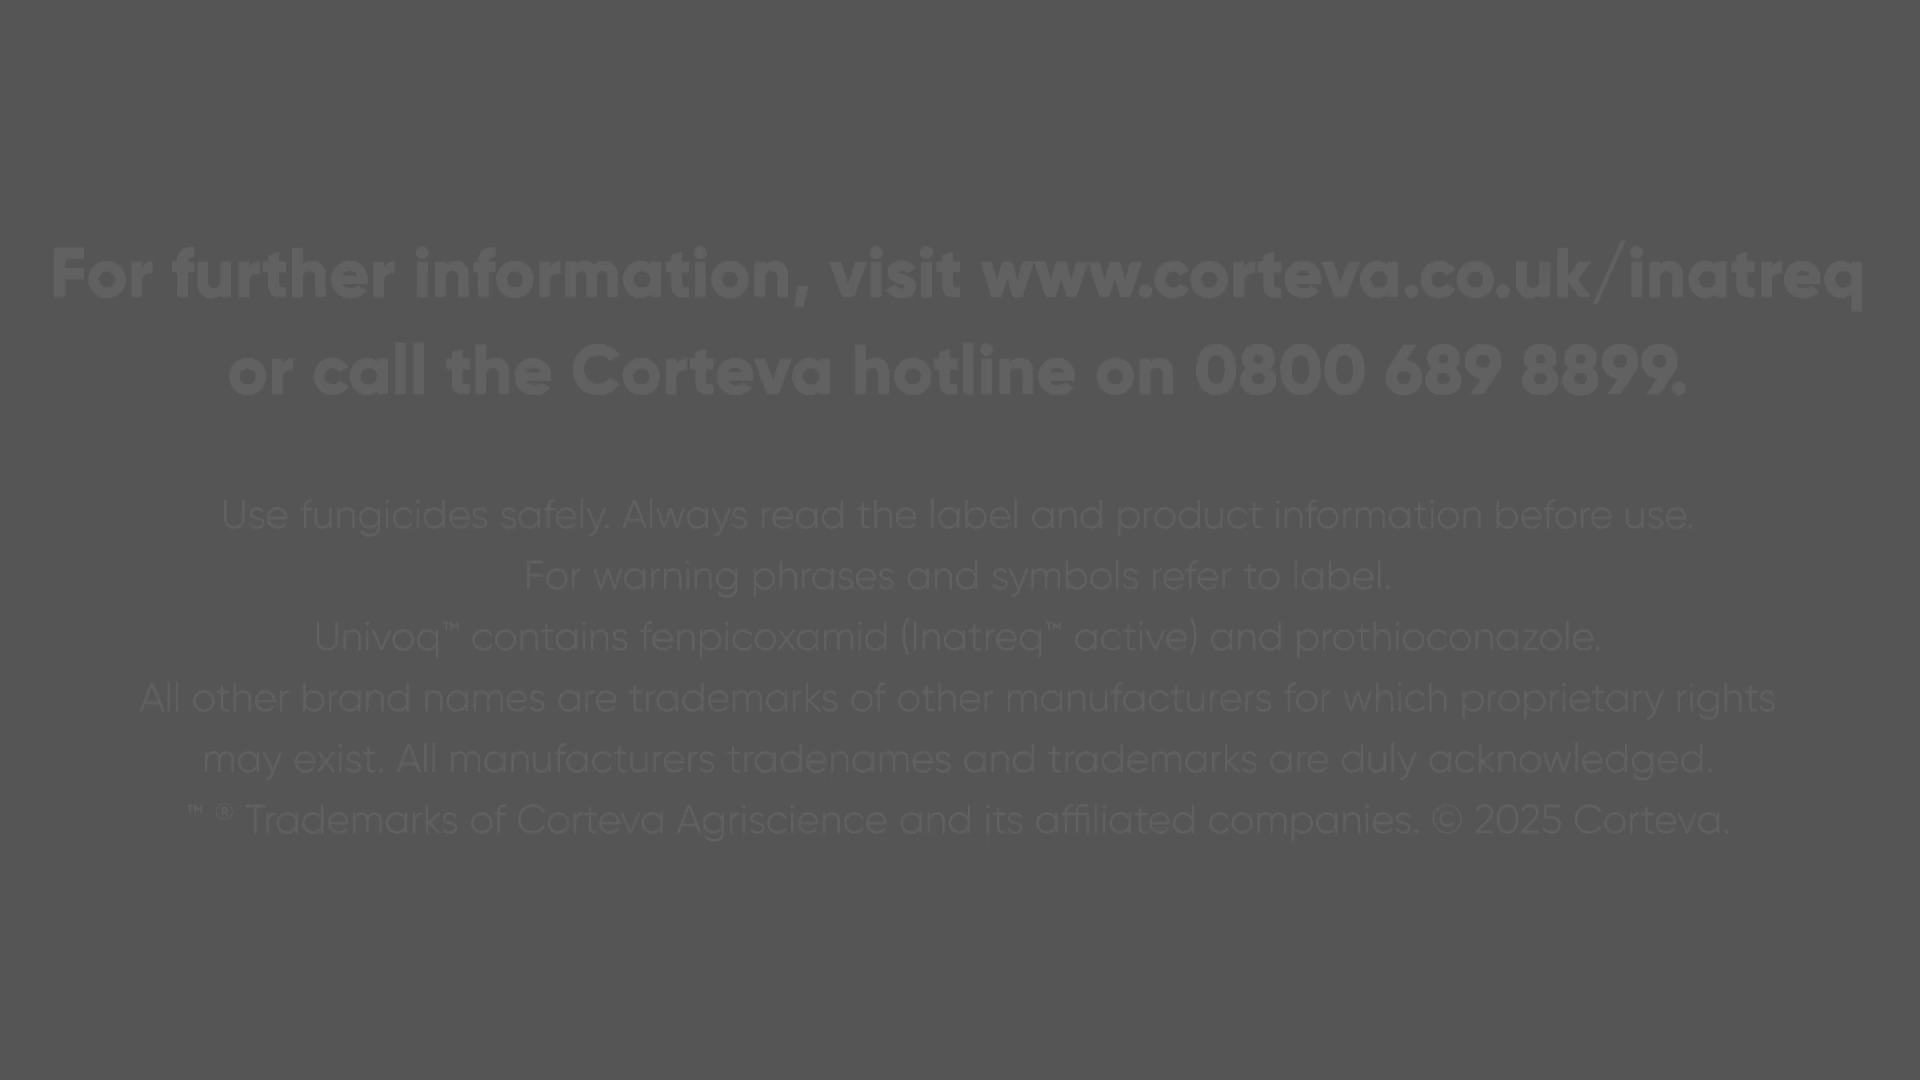 For further information, visit www.corteva.co.uk/inatreq
or call the Corteva hotline on 0800 689 8899.
Use fungicides safely. Always read the label and product information before use.
For warning phrases and symbols refer to label.
Univoq™ contains fenpicoxamid (Inatreq™ active) and prothioconazole.
All other brand names are trademarks of other manufacturers for which proprietary rights
may exist. All manufacturers tradenames and trademarks are duly acknowledged.
™ ® Trademarks of Corteva Agriscience and its affiliated companies. © 2025 Corteva.